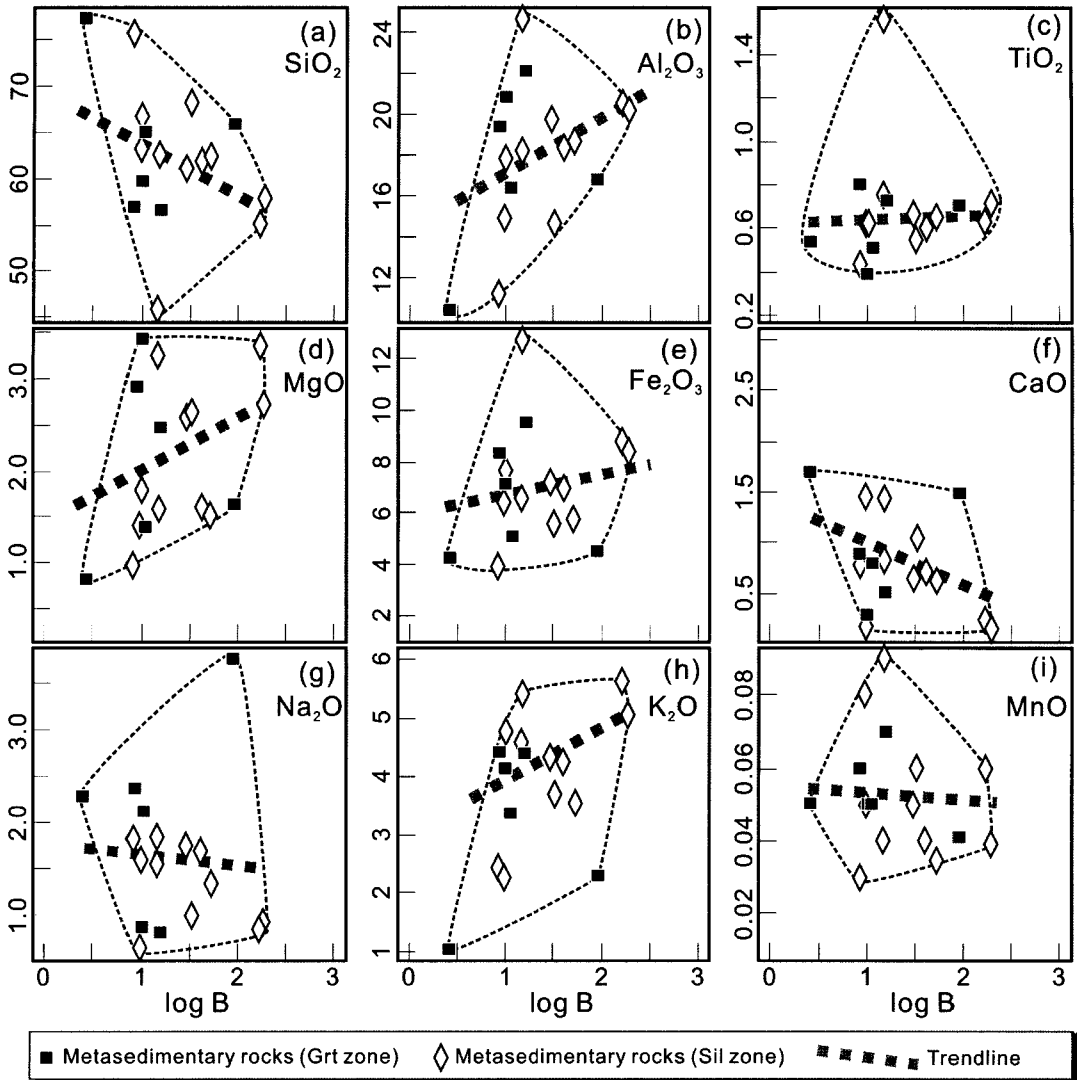 (a)
SiO₂
70
60
50
(b)
Al₂O₃
24
20
16
12
(c)
TiO₂
1.4
1.0
0.6
0.2
(d)
MgO
3.0
2.0
1.0
(e)
Fe₂O₃
12
10
8
6
4
2
(f)
CaO
2.5
1.5
0.5
(g)
Na₂O
3.0
2.0
1.0
0 1 2 3
log B
(h)
K₂O
6
5
4
3
2
1
0 1 2 3
log B
(i)
MnO
0.08
0.06
0.04
0.02
0 1 2 3
log B
Metasedimentary rocks (Grt zone) Metasedimentary rocks (Sil zone) Trendline